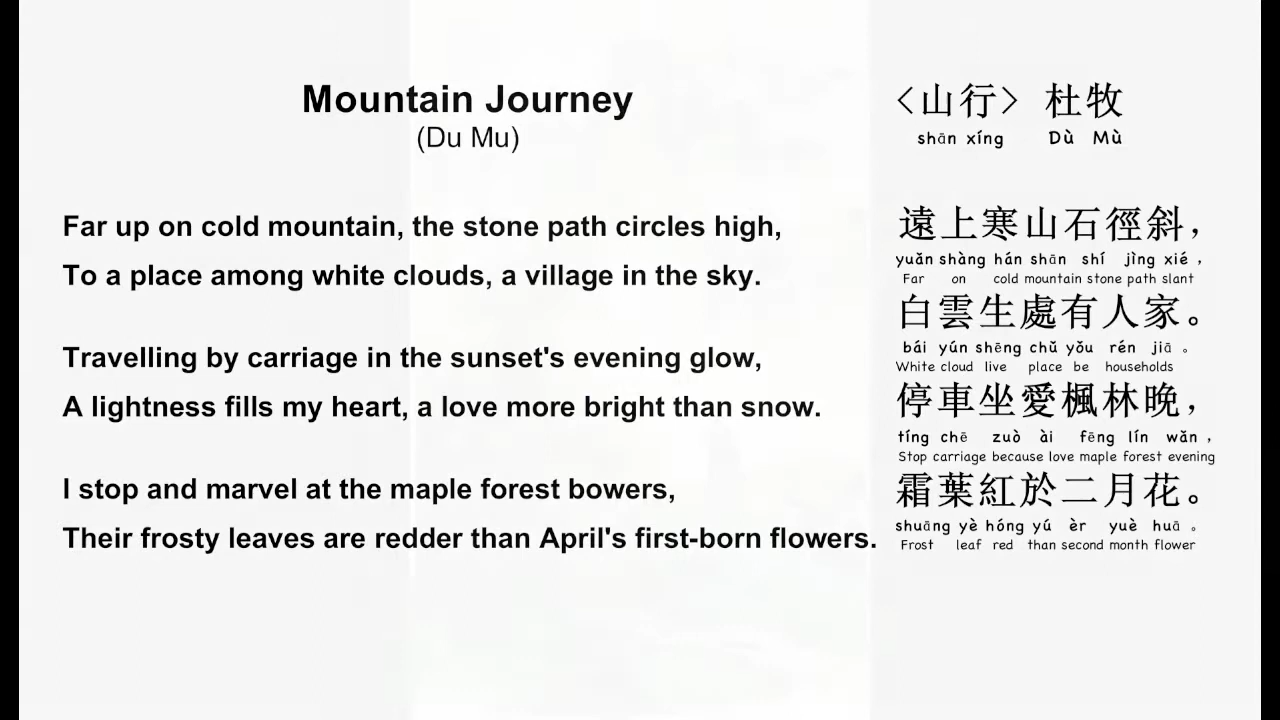 Mountain Journey
(Du Mu)
Far up on cold mountain, the stone path circles high,
To a place among white clouds, a village in the sky.
Travelling by carriage in the sunset's evening glow,
A lightness fills my heart, a love more bright than snow.
I stop and marvel at the maple forest bowers,
Their frosty leaves are redder than April's first-born flowers.
〈山行〉 杜牧
shān xíng Dù Mù
遠上寒山石徑斜，
yuǎn shàng hán shān shí jìng xié ,
Far on cold mountain stone path slant
白雲生處有人家。
bái yún shēng chǔ yǒu rén jiā 。
White cloud live place be households
停車坐愛楓林晚，
tíng chē zuò ài fēng lín wǎn ,
Stop carriage because love maple forest evening
霜葉紅於二月花。
shuāng yè hóng yú èr yuè huā 。
Frost leaf red than second month flower